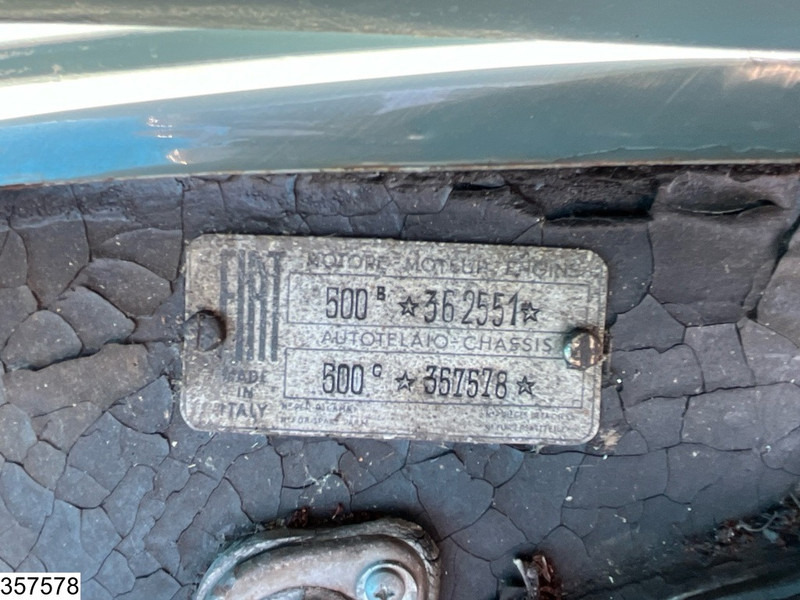 FIAT
MADE
IN
ITALY
MOTORE-MOTEUR-ENGINE
500 B ☆ 362551 ☆
AUTOTELAIO-CHASSIS
500 C ☆ 357578 ☆
357578